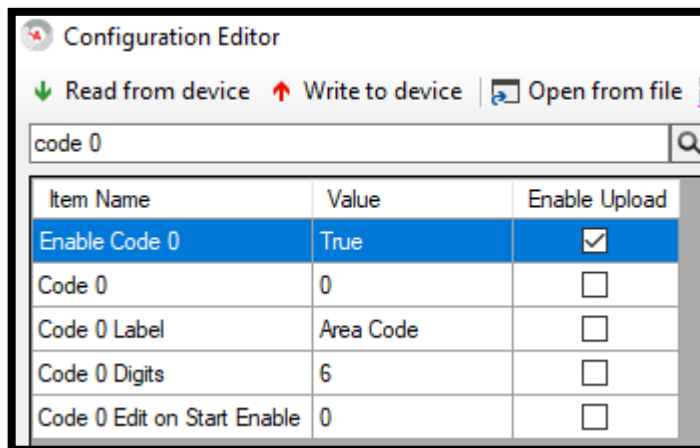 Configuration Editor
Read from device Write to device Open from file
code 0
Item Name Value Enable Upload
Enable Code 0 True
Code 0 0
Code 0 Label Area Code
Code 0 Digits 6
Code 0 Edit on Start Enable 0